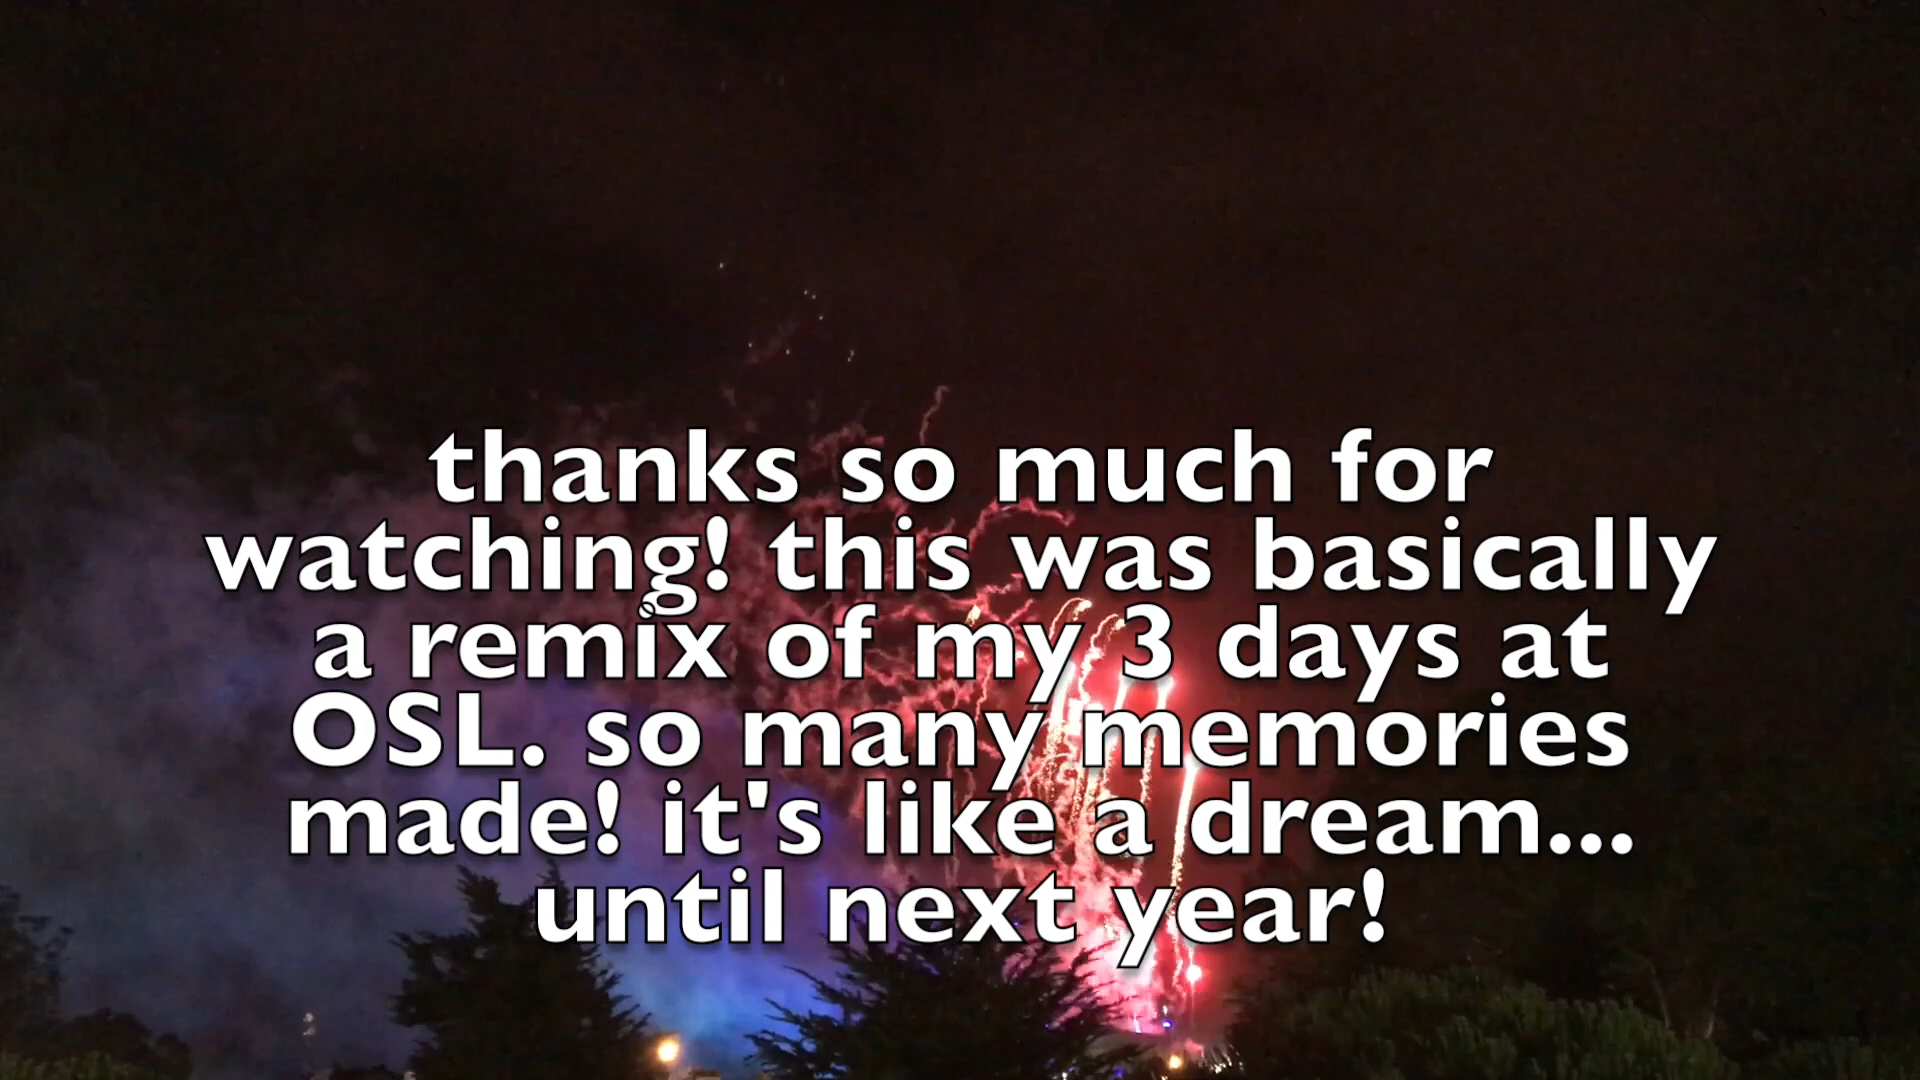 thanks so much for
watching! this was basically
a remix of my 3 days at
OSL. so many memories
made! it's like a dream...
until next year!